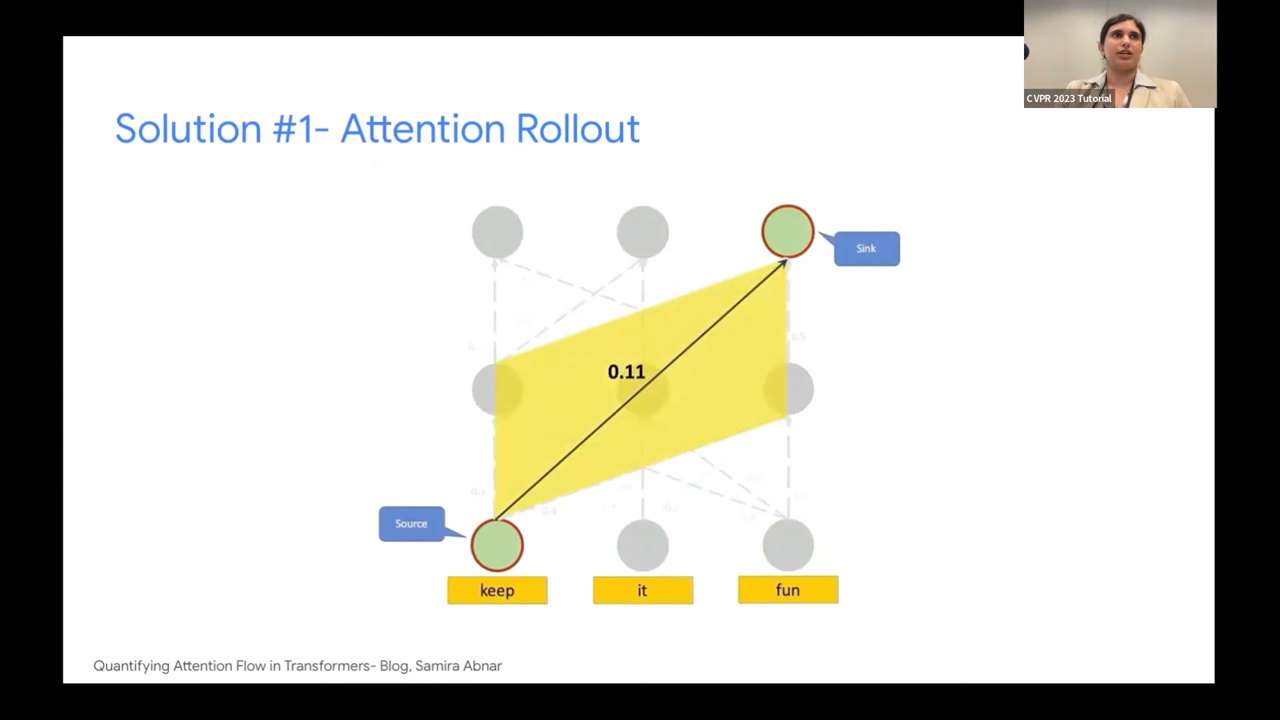 CVPR 2023 Tutorial
Solution #1- Attention Rollout
Sink
0.11
Source
keep
it
fun
Quantifying Attention Flow in Transformers- Blog, Samira Abnar